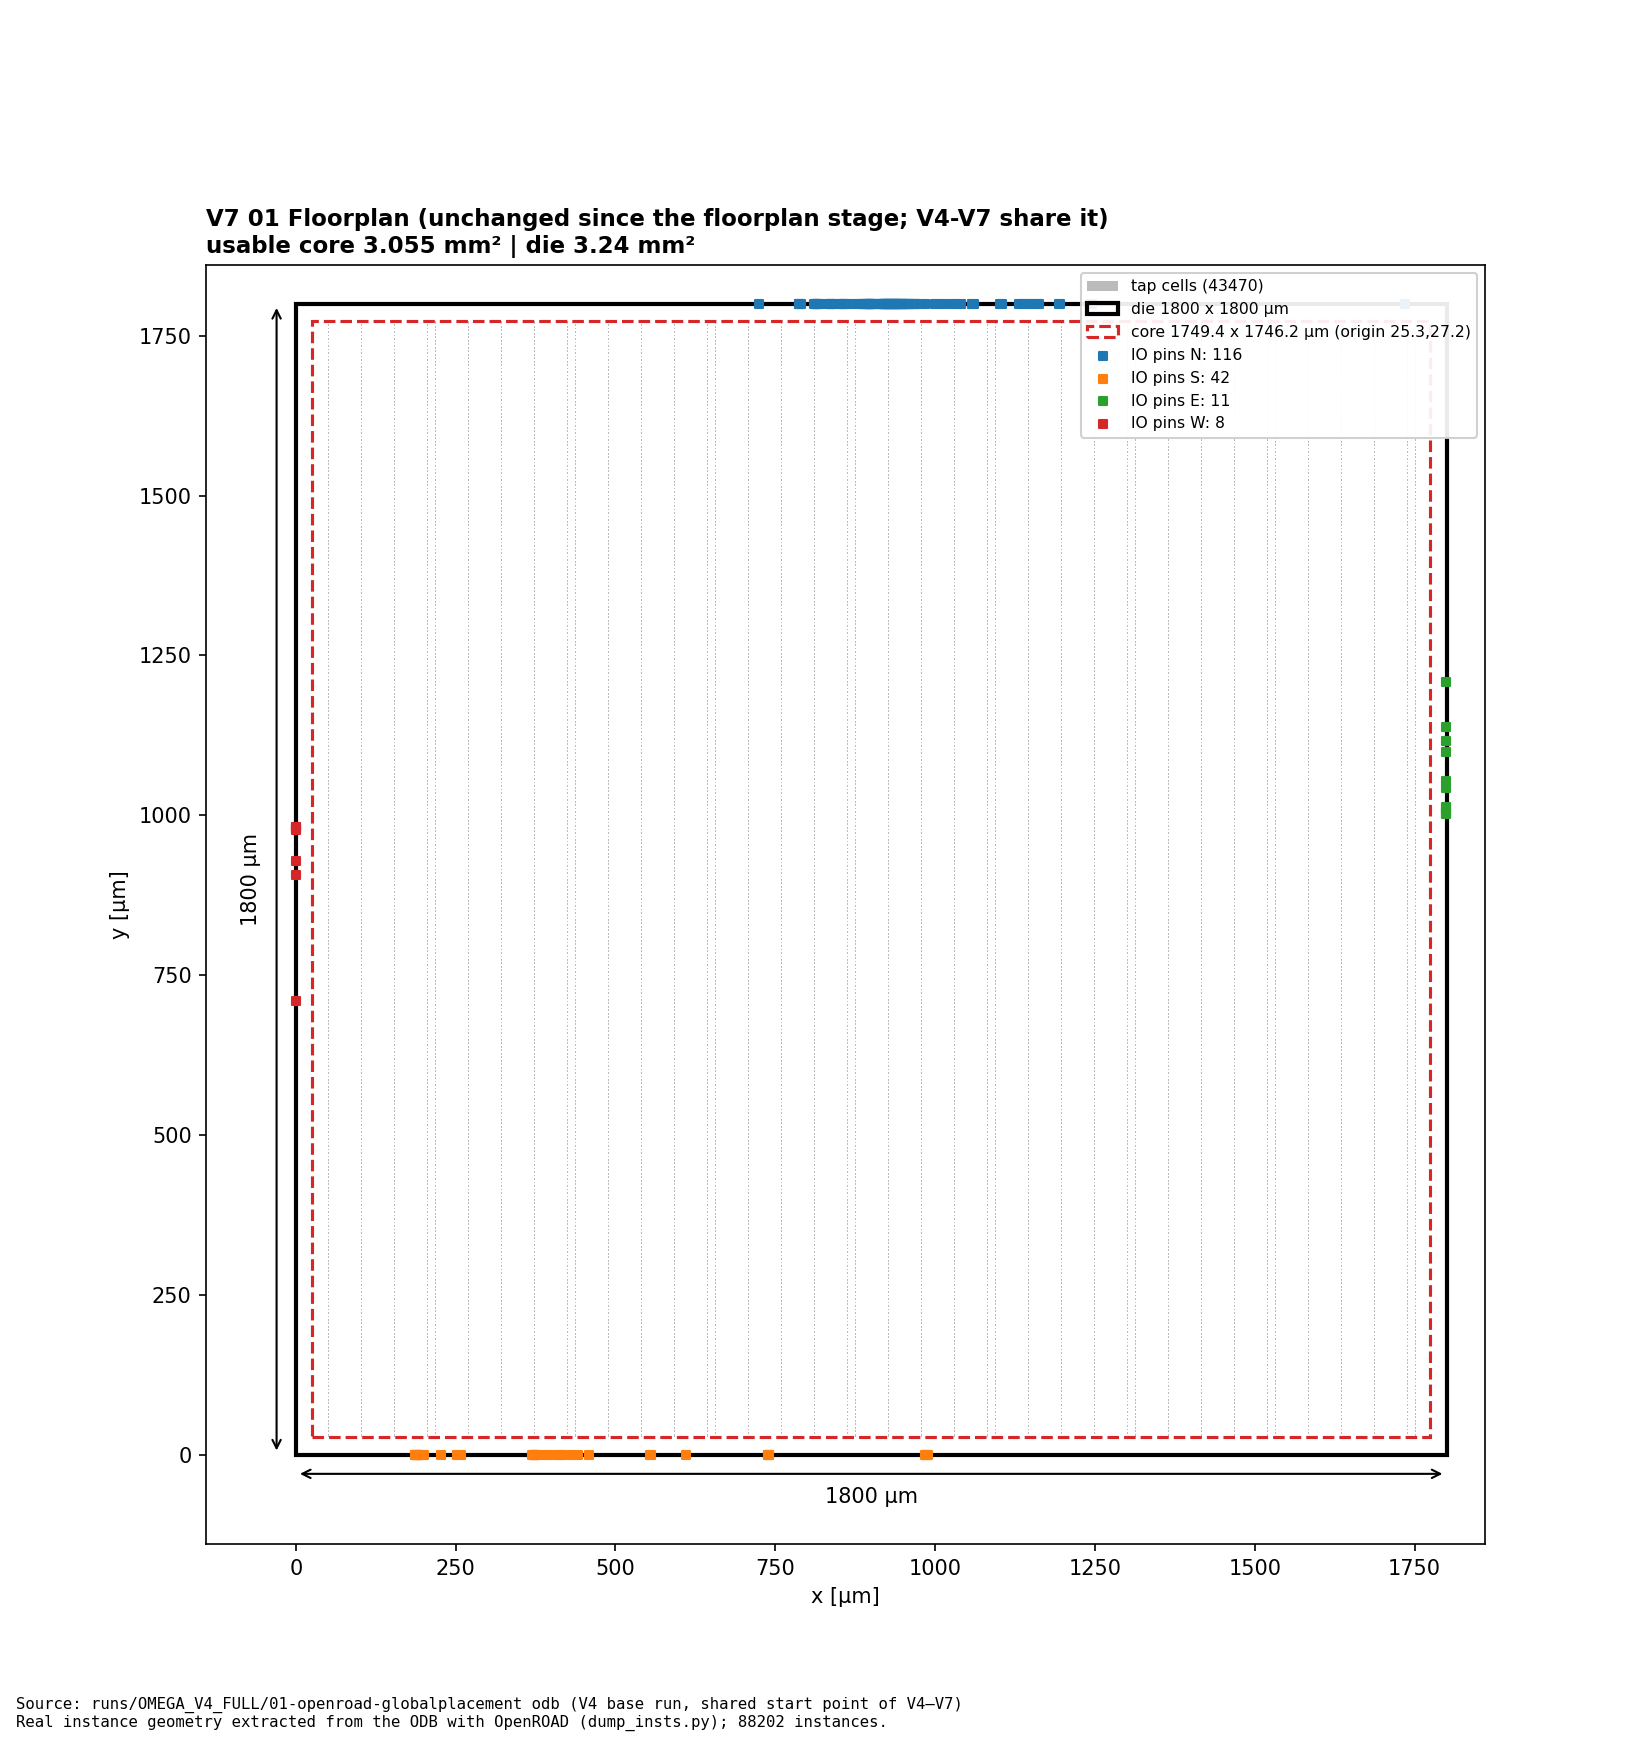 V7 01 Floorplan (unchanged since the floorplan stage; V4-V7 share it)
usable core 3.055 mm² | die 3.24 mm²
tap cells (43470)
die 1800 x 1800 µm
core 1749.4 x 1746.2 µm (origin 25.3,27.2)
IO pins N: 116
IO pins S: 42
IO pins E: 11
IO pins W: 8
1750
1500
1250
1000
750
500
250
0
y [µm]
1800 µm
1800 µm
0
250
500
750
1000
1250
1500
1750
x [µm]
Source: runs/OMEGA_V4_FULL/01-openroad-globalplacement odb (V4 base run, shared start point of V4–V7)
Real instance geometry extracted from the ODB with OpenROAD (dump_insts.py); 88202 instances.